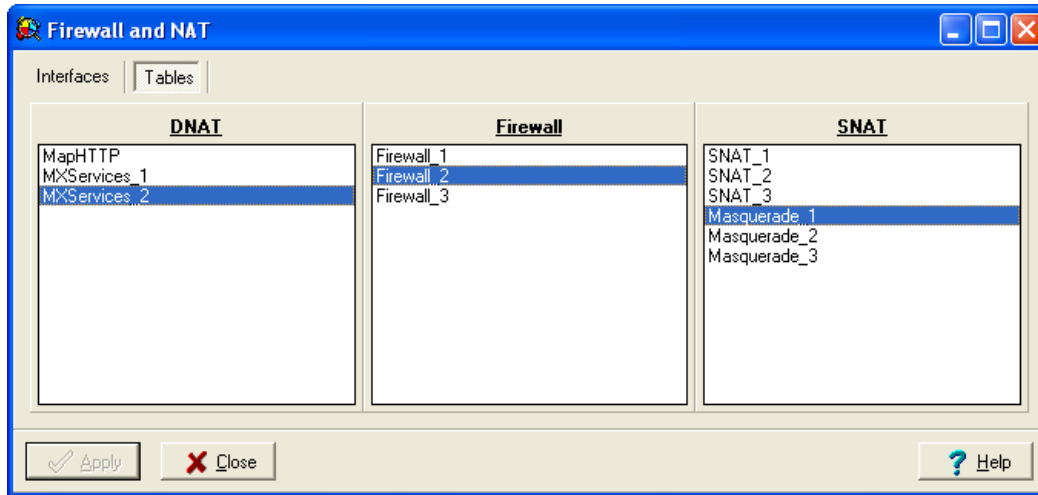 Firewall and NAT
Interfaces Tables
DNAT
MapHTTP
MXServices_1
MXServices_2
Firewall
Firewall_1
Firewall_2
Firewall_3
SNAT
SNAT_1
SNAT_2
SNAT_3
Masquerade_1
Masquerade_2
Masquerade_3
Apply Close Help